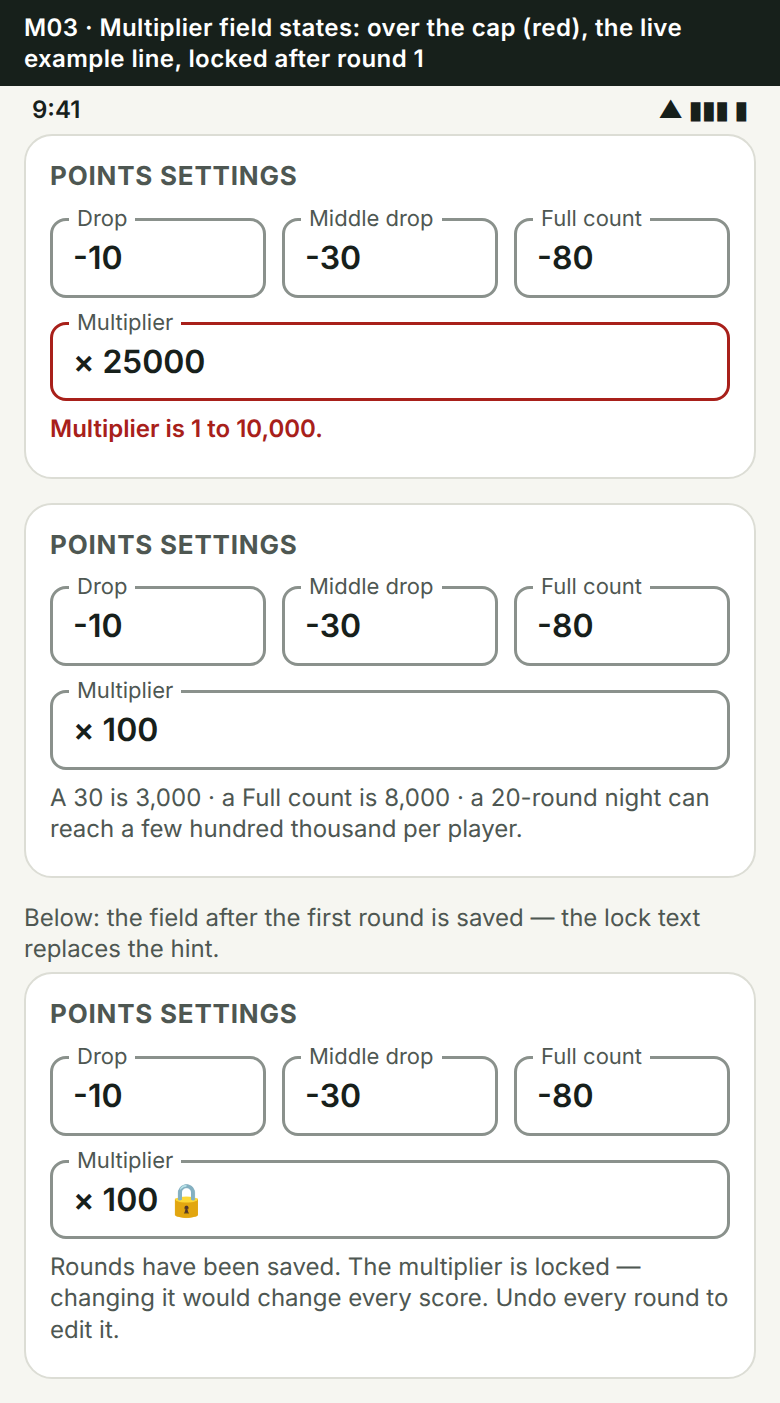 M03 · Multiplier field states: over the cap (red), the live
example line, locked after round 1
9:41
POINTS SETTINGS
Drop
Middle drop
Full count
-10
-30
-80
Multiplier
× 25000
Multiplier is 1 to 10,000.
POINTS SETTINGS
Drop
Middle drop
Full count
-10
-30
-80
Multiplier
× 100
A 30 is 3,000 · a Full count is 8,000 · a 20-round night can
reach a few hundred thousand per player.
Below: the field after the first round is saved — the lock text
replaces the hint.
POINTS SETTINGS
Drop
Middle drop
Full count
-10
-30
-80
Multiplier
× 100 🔒
Rounds have been saved. The multiplier is locked —
changing it would change every score. Undo every round to
edit it.